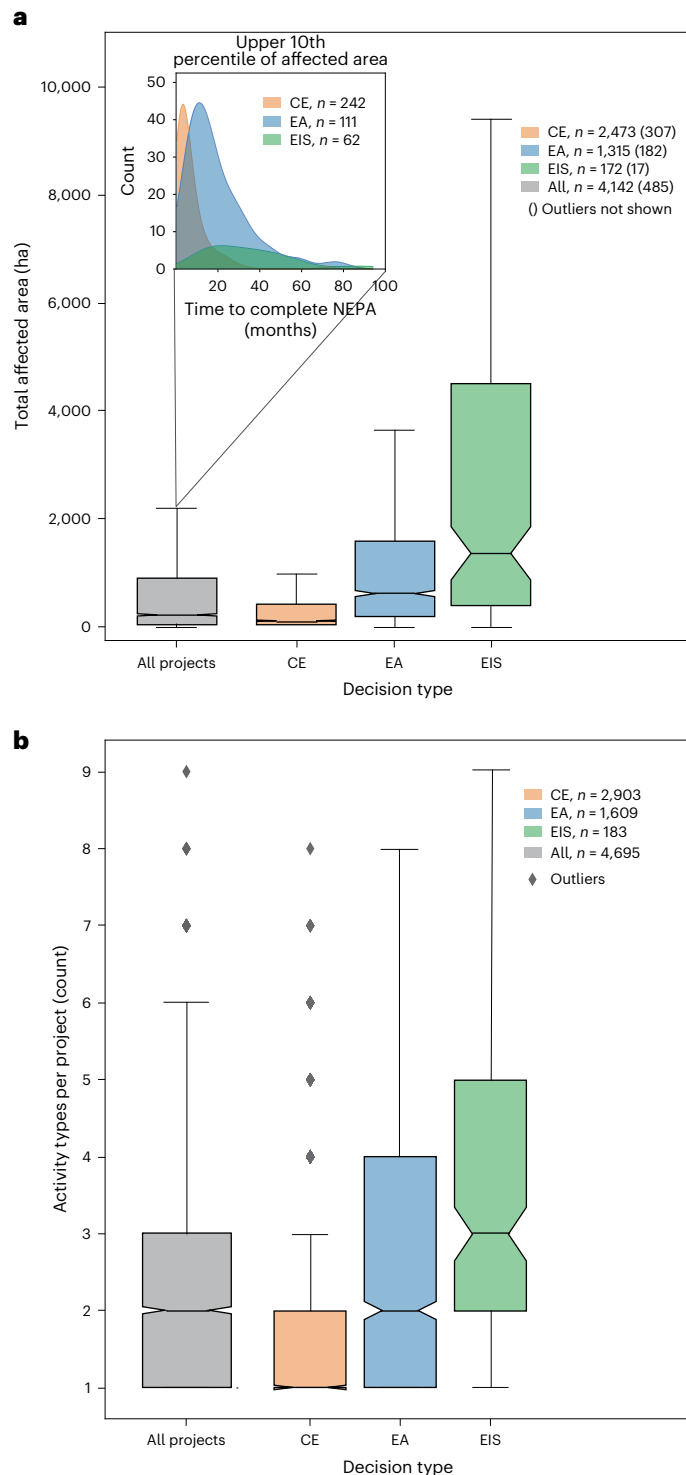 a
Upper 10th
percentile of affected area
50
40
30
20
10
0
Count
CE, n = 242
EA, n = 111
EIS, n = 62
20
40
60
80
100
Time to complete NEPA
(months)
CE, n = 2,473 (307)
EA, n = 1,315 (182)
EIS, n = 172 (17)
All, n = 4,142 (485)
() Outliers not shown
10,000
8,000
6,000
4,000
2,000
0
Total affected area (ha)
All projects
CE
EA
EIS
Decision type
b
9
8
7
6
5
4
3
2
1
Activity types per project (count)
CE, n = 2,903
EA, n = 1,609
EIS, n = 183
All, n = 4,695
Outliers
All projects
CE
EA
EIS
Decision type